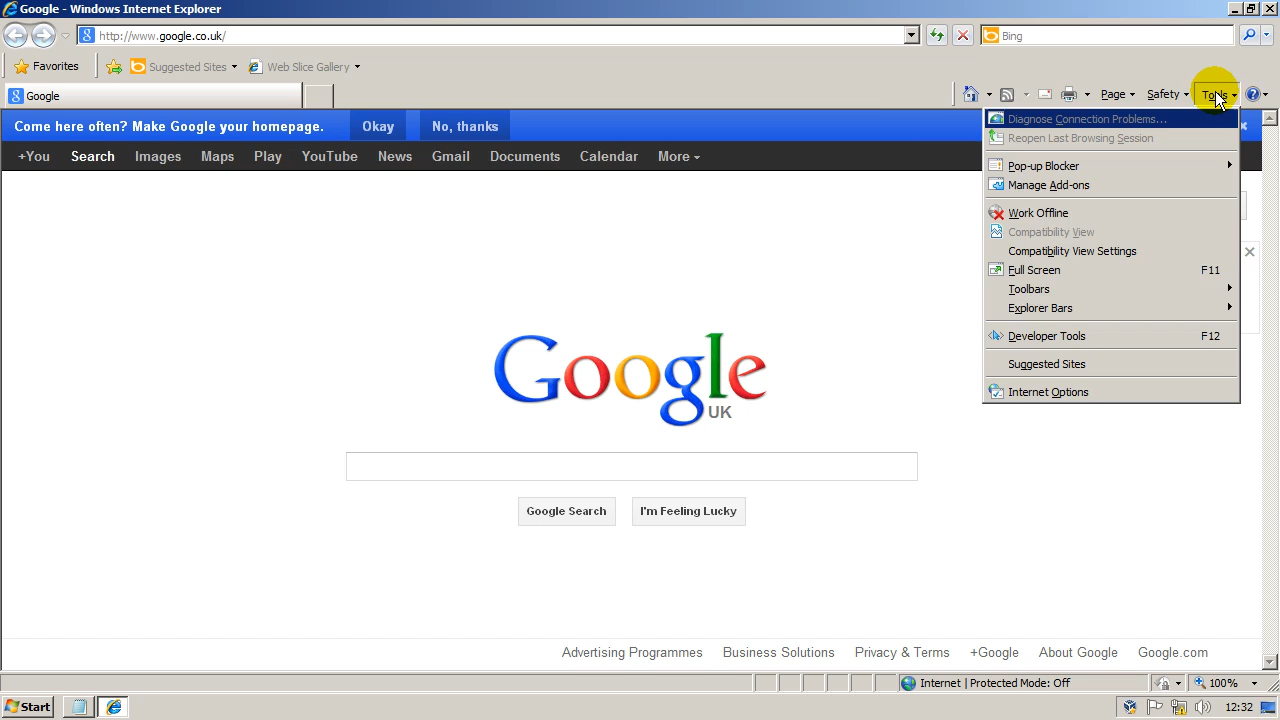 Google - Windows Internet Explorer
http://www.google.co.uk/
Bing
Favorites
Suggested Sites
Web Slice Gallery
Google
Page
Safety
Tools
Come here often? Make Google your homepage.
Okay
No, thanks
+You
Search
Images
Maps
Play
YouTube
News
Gmail
Documents
Calendar
More
Diagnose Connection Problems...
Reopen Last Browsing Session
Pop-up Blocker
Manage Add-ons
Work Offline
Compatibility View
Compatibility View Settings
Full Screen F11
Toolbars
Explorer Bars
Developer Tools F12
Suggested Sites
Internet Options
Google
UK
Google Search
I'm Feeling Lucky
Advertising Programmes
Business Solutions
Privacy & Terms
+Google
About Google
Google.com
Internet | Protected Mode: Off
100%
Start
12:32